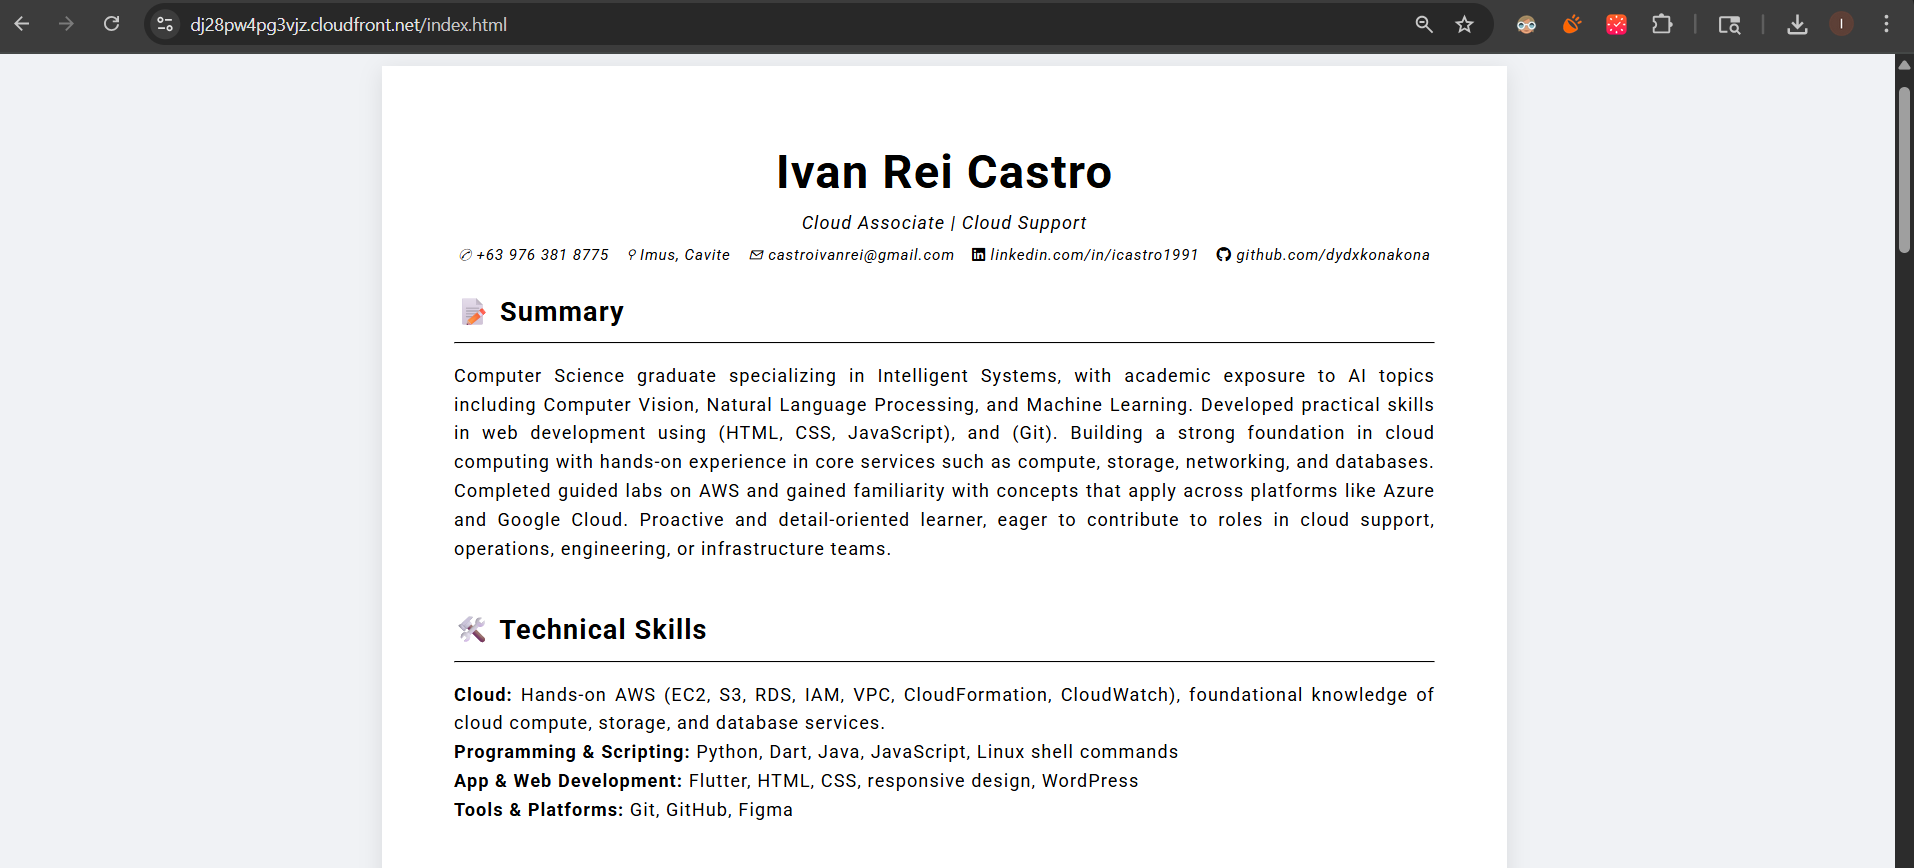 dj28pw4pg3vjz.cloudfront.net/index.html
I
Ivan Rei Castro
Cloud Associate | Cloud Support
+63 976 381 8775 Imus, Cavite castroivanrei@gmail.com linkedin.com/in/icastro1991 github.com/dydxkonakona
Summary
Computer Science graduate specializing in Intelligent Systems, with academic exposure to AI topics
including Computer Vision, Natural Language Processing, and Machine Learning. Developed practical skills
in web development using (HTML, CSS, JavaScript), and (Git). Building a strong foundation in cloud
computing with hands-on experience in core services such as compute, storage, networking, and databases.
Completed guided labs on AWS and gained familiarity with concepts that apply across platforms like Azure
and Google Cloud. Proactive and detail-oriented learner, eager to contribute to roles in cloud support,
operations, engineering, or infrastructure teams.
Technical Skills
Cloud: Hands-on AWS (EC2, S3, RDS, IAM, VPC, CloudFormation, CloudWatch), foundational knowledge of
cloud compute, storage, and database services.
Programming & Scripting: Python, Dart, Java, JavaScript, Linux shell commands
App & Web Development: Flutter, HTML, CSS, responsive design, WordPress
Tools & Platforms: Git, GitHub, Figma